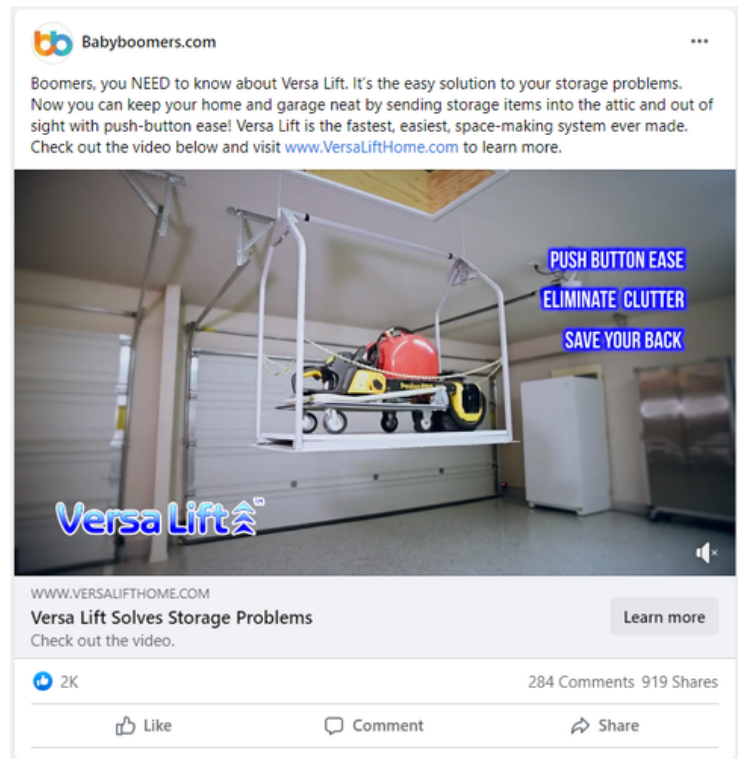 bb
Babyboomers.com
Boomers, you NEED to know about Versa Lift. It's the easy solution to your storage problems.
Now you can keep your home and garage neat by sending storage items into the attic and out of
sight with push-button ease! Versa Lift is the fastest, easiest, space-making system ever made.
Check out the video below and visit www.VersaLiftHome.com to learn more.
PUSH BUTTON EASE
ELIMINATE CLUTTER
SAVE YOUR BACK
Versa Lift™
WWW.VERSALIFTHOME.COM
Versa Lift Solves Storage Problems
Learn more
Check out the video.
2K
284 Comments 919 Shares
Like Comment Share